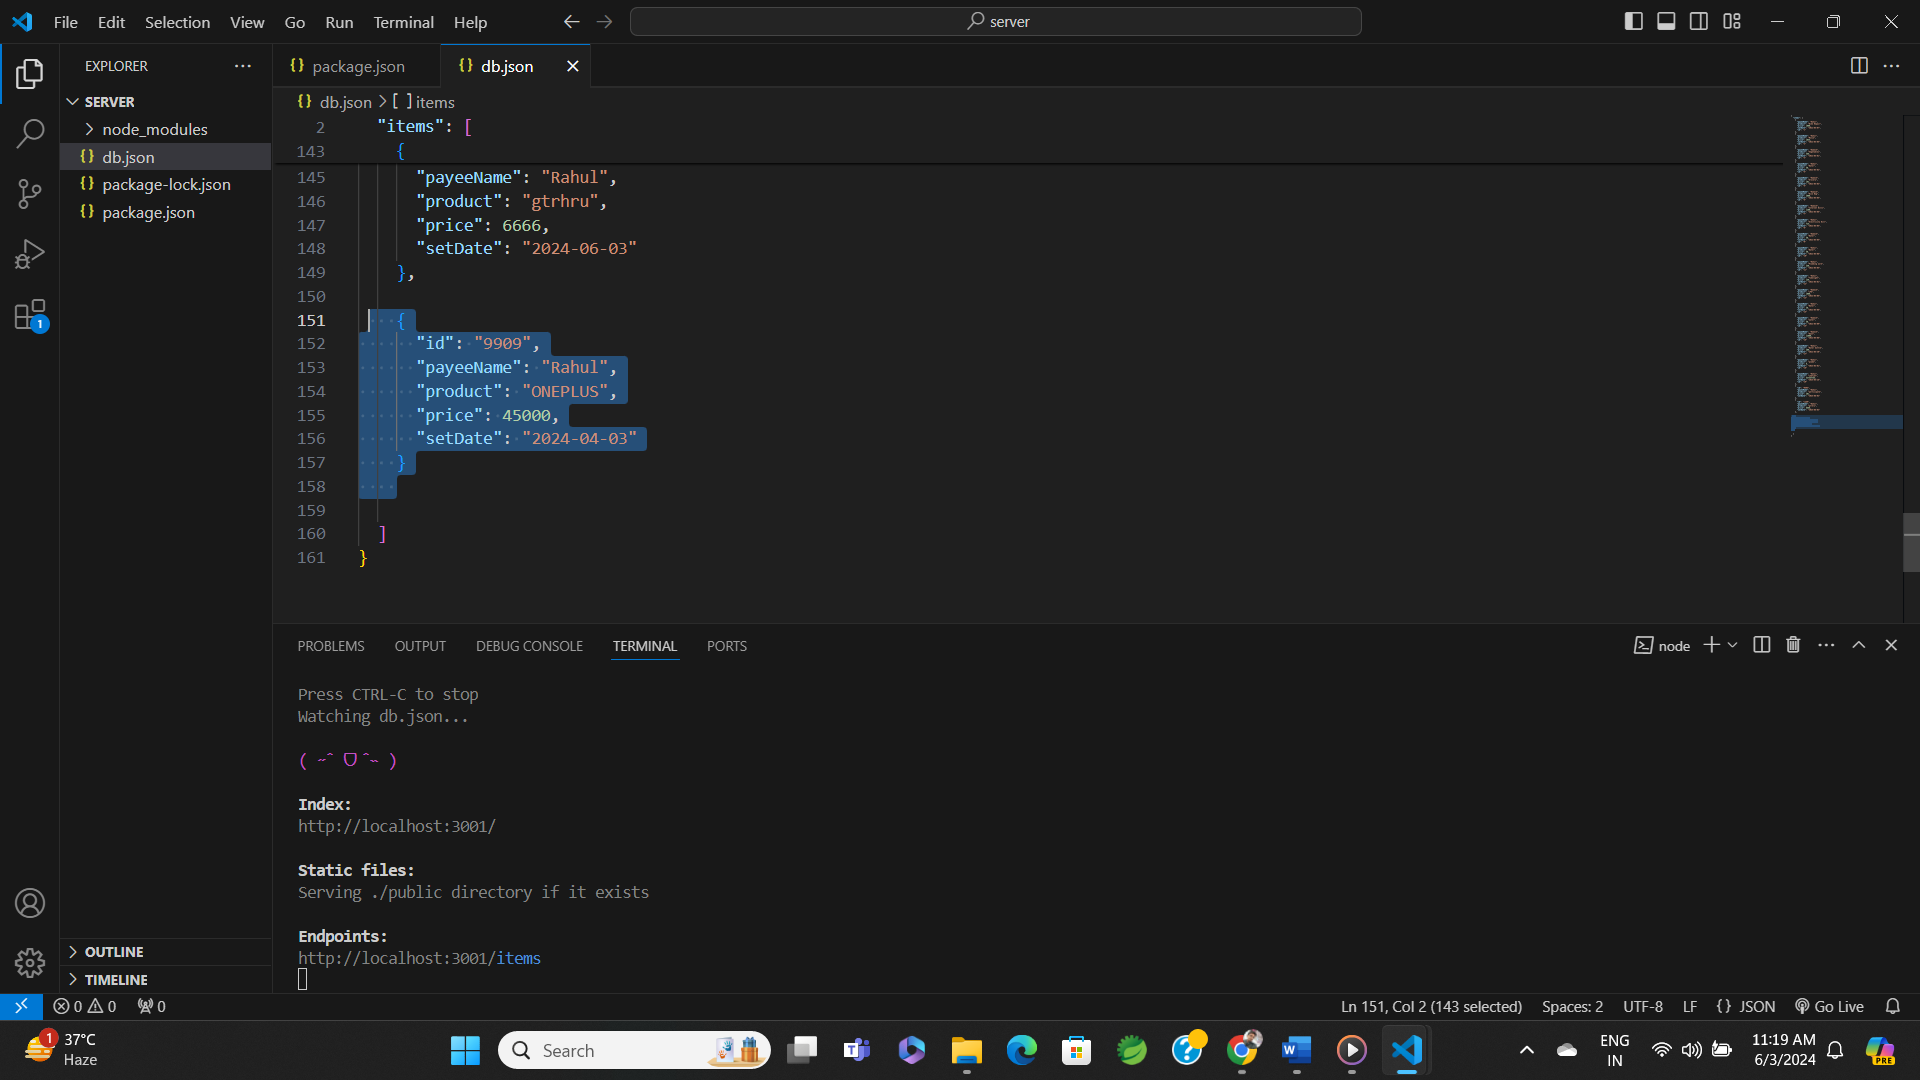 File Edit Selection View Go Run Terminal Help
server
EXPLORER
SERVER
node_modules
{} db.json
{} package-lock.json
{} package.json
OUTLINE
TIMELINE
{} package.json
{} db.json
{} db.json > [ ] items
2 "items": [
143 {
145 "payeeName": "Rahul",
146 "product": "gtrhru",
147 "price": 6666,
148 "setDate": "2024-06-03"
149 },
150
151 {
152 "id": "9909",
153 "payeeName": "Rahul",
154 "product": "ONEPLUS",
155 "price": 45000,
156 "setDate": "2024-04-03"
157 }
158
159
160 ]
161 }
PROBLEMS OUTPUT DEBUG CONSOLE TERMINAL PORTS
node
Press CTRL-C to stop
Watching db.json...
( ˶ˆ ᗜ ˆ˵ )
Index:
http://localhost:3001/
Static files:
Serving ./public directory if it exists
Endpoints:
http://localhost:3001/items
1
0 0 0
Ln 151, Col 2 (143 selected) Spaces: 2 UTF-8 LF {} JSON Go Live
1
37°C
Haze
Search
ENG
IN
11:19 AM
6/3/2024
PRE